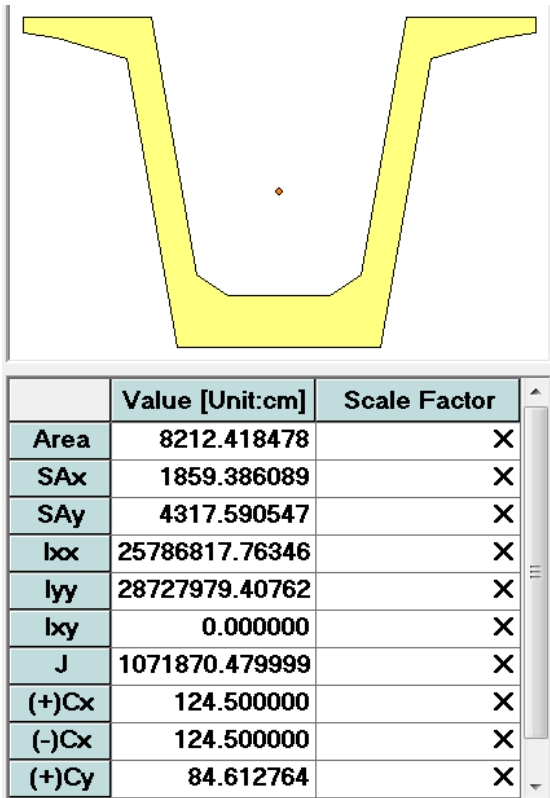 Value [Unit:cm] Scale Factor
Area 8212.418478 ✕
SAx 1859.386089 ✕
SAy 4317.590547 ✕
Ixx 25786817.76346 ✕
Iyy 28727979.40762 ✕
Ixy 0.000000 ✕
J 1071870.479999 ✕
(+)Cx 124.500000 ✕
(-)Cx 124.500000 ✕
(+)Cy 84.612764 ✕